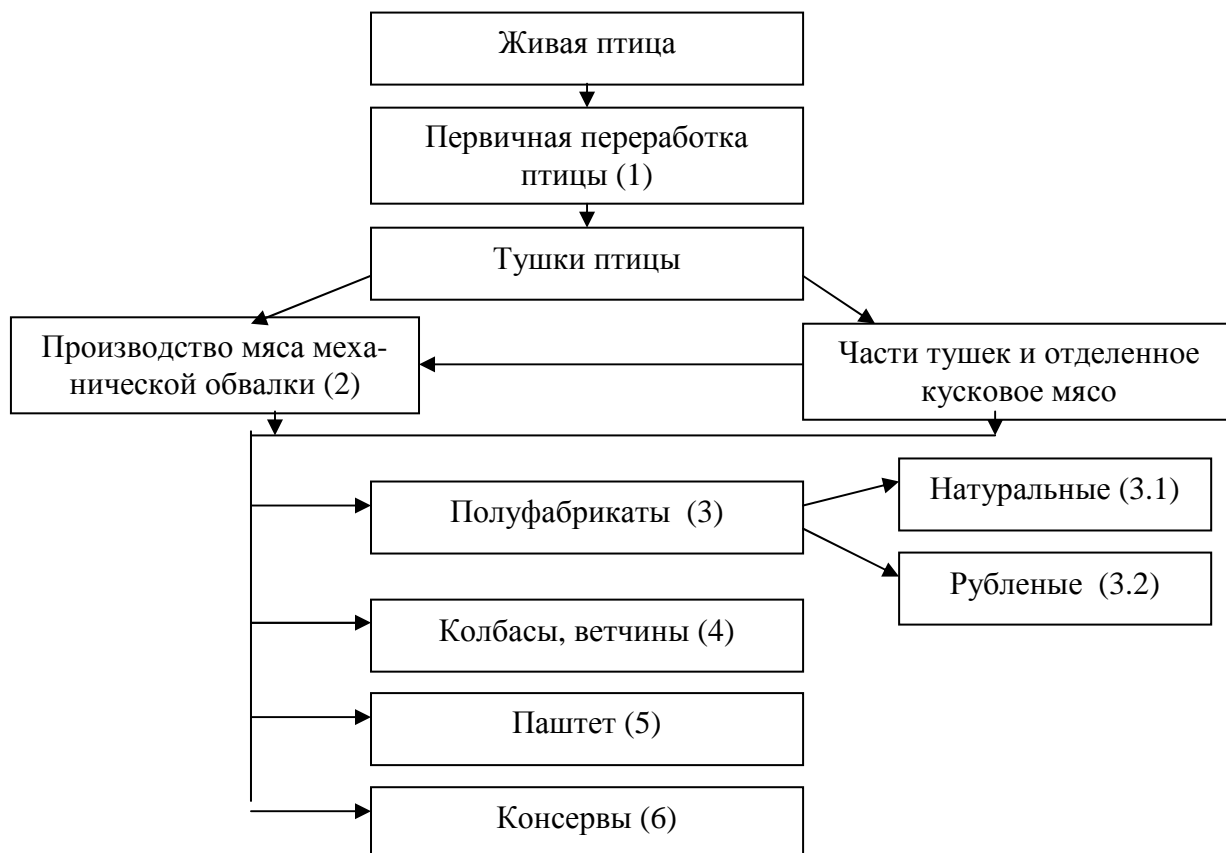 Живая птица
Первичная переработка
птицы (1)
Тушки птицы
Производство мяса меха-
нической обвалки (2)
Части тушек и отделенное
кусковое мясо
Полуфабрикаты (3)
Натуральные (3.1)
Рубленые (3.2)
Колбасы, ветчины (4)
Паштет (5)
Консервы (6)